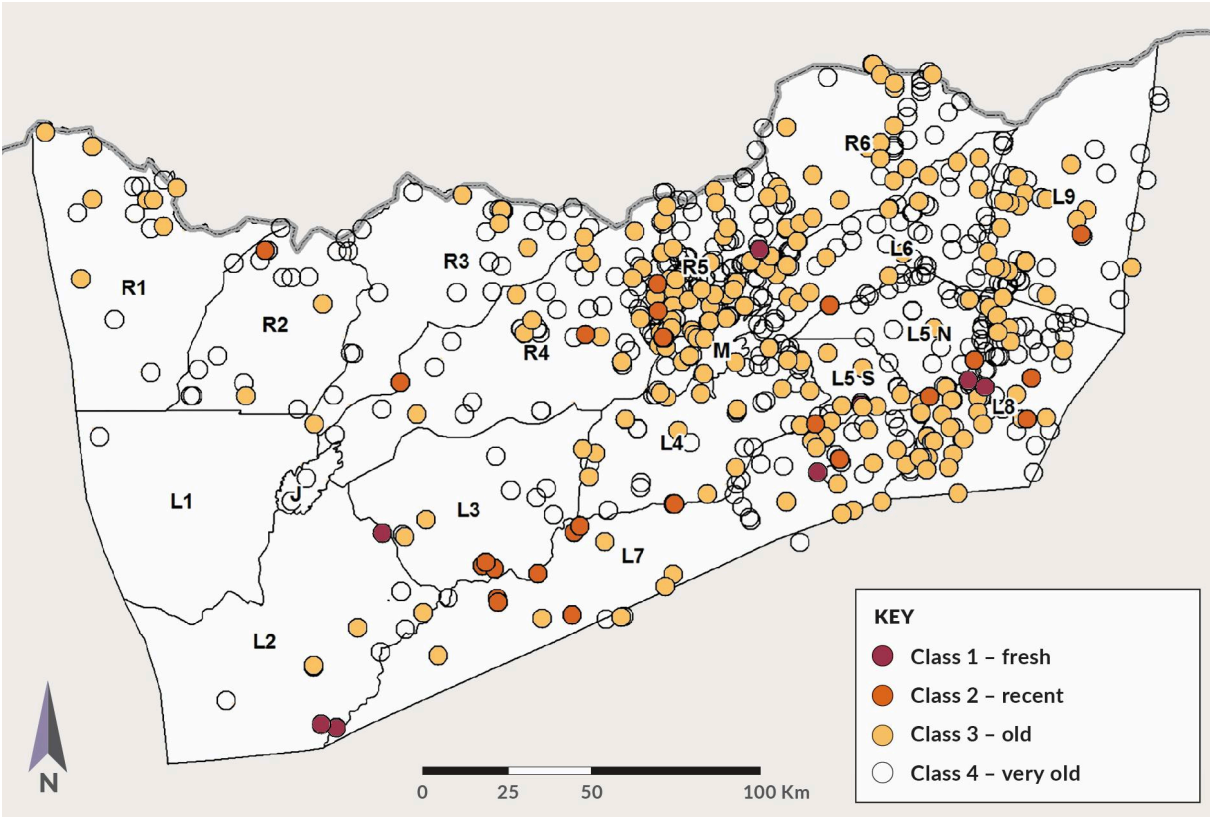 R6
L9
R5
L6
R3
R1
R2
L5 N
R4
M
L5 S
L8
L4
L1
J
L3
L7
L2
KEY
Class 1 – fresh
Class 2 – recent
Class 3 – old
Class 4 – very old
N
0 25 50 100 Km